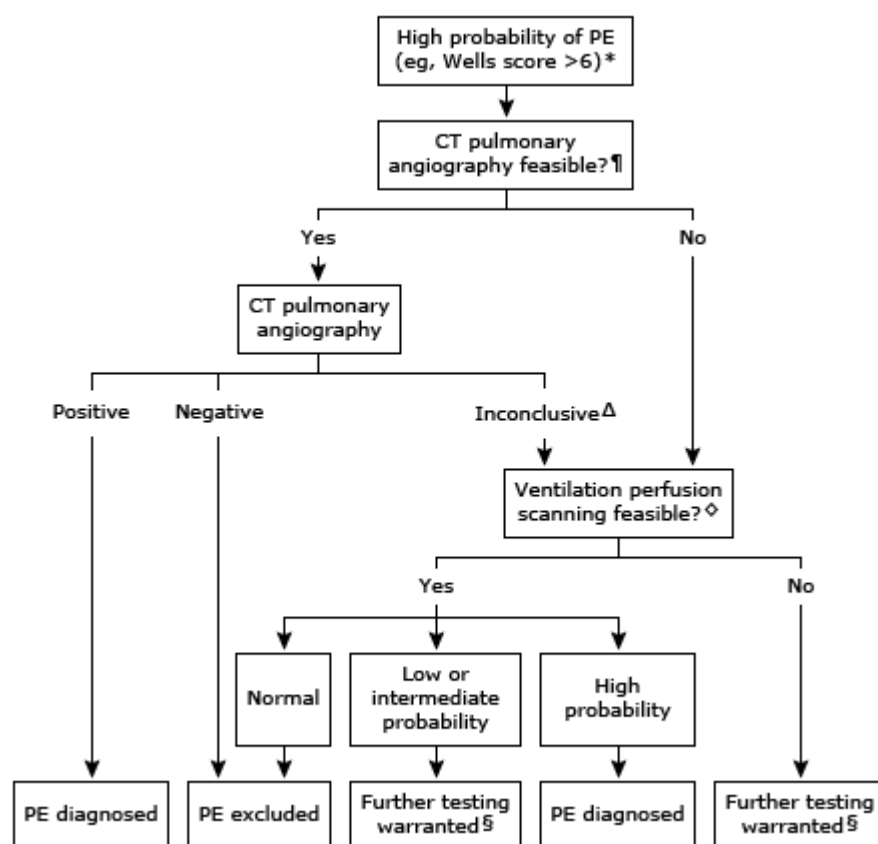 High probability of PE
(eg, Wells score >6)*
CT pulmonary
angiography feasible?¶
Yes
No
CT pulmonary
angiography
Positive
Negative
InconclusiveΔ
Ventilation perfusion
scanning feasible?◇
Yes
No
Normal
Low or
intermediate
probability
High
probability
PE diagnosed
PE excluded
Further testing
warranted§
PE diagnosed
Further testing
warranted§